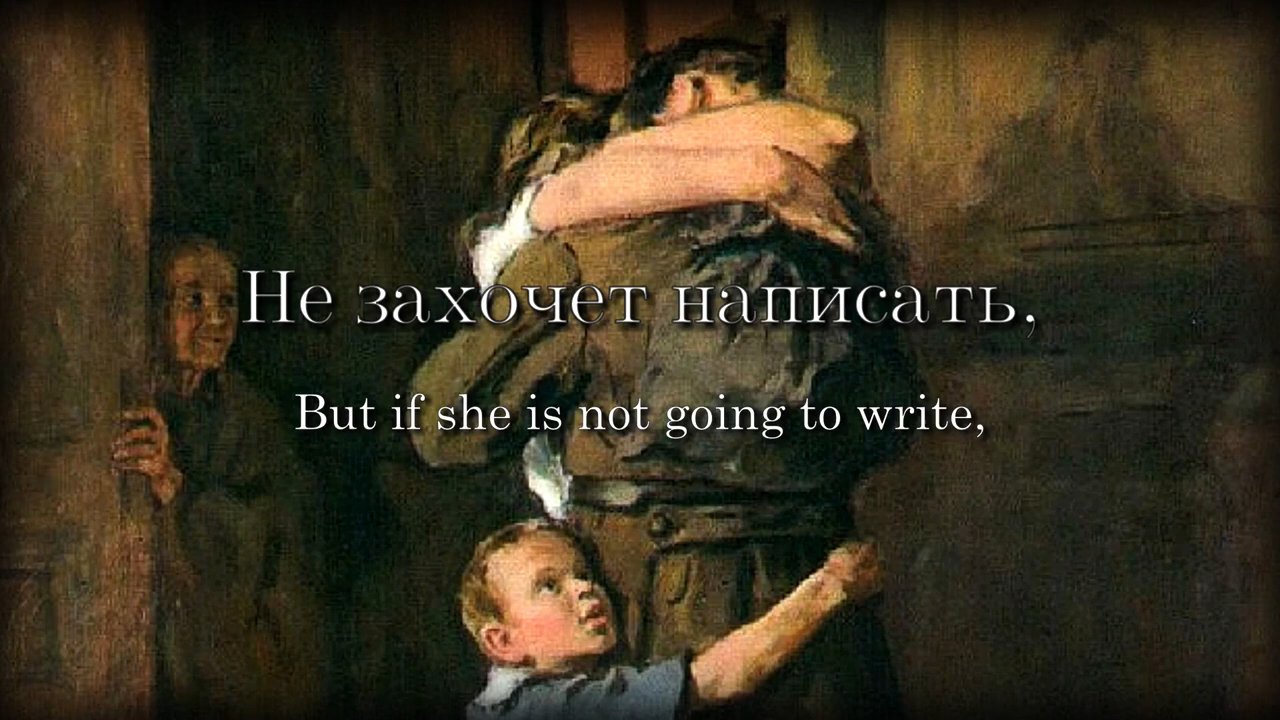 Не захочет написать,
But if she is not going to write,